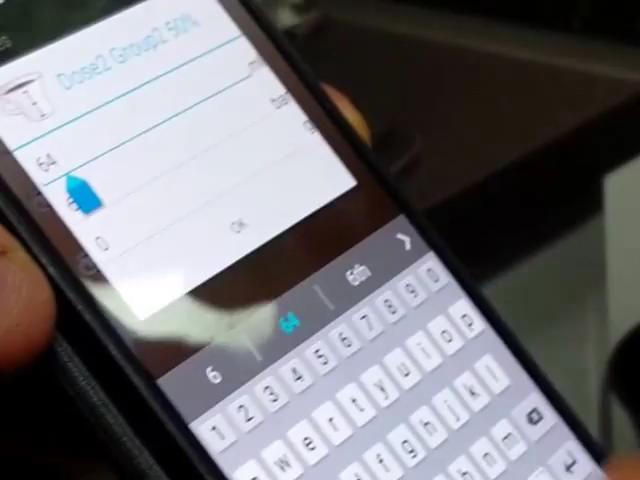 Dose2 Group2 50%
64
0
OK
6 64 6th
1 2 3 4 5 6 7 8 9 0
w e r t y u i o p
f g h j k l
b n m